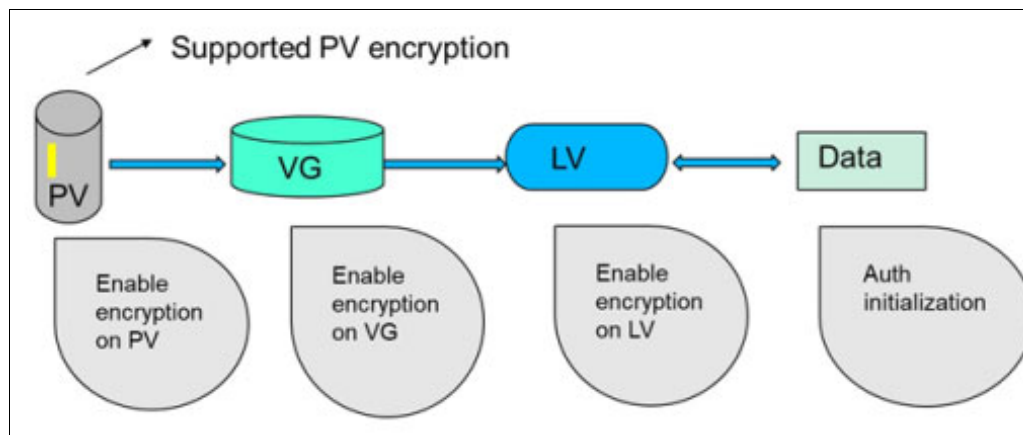 Supported PV encryption
PV
VG
LV
Data
Enable
encryption
on PV
Enable
encryption
on VG
Enable
encryption
on LV
Auth
initialization